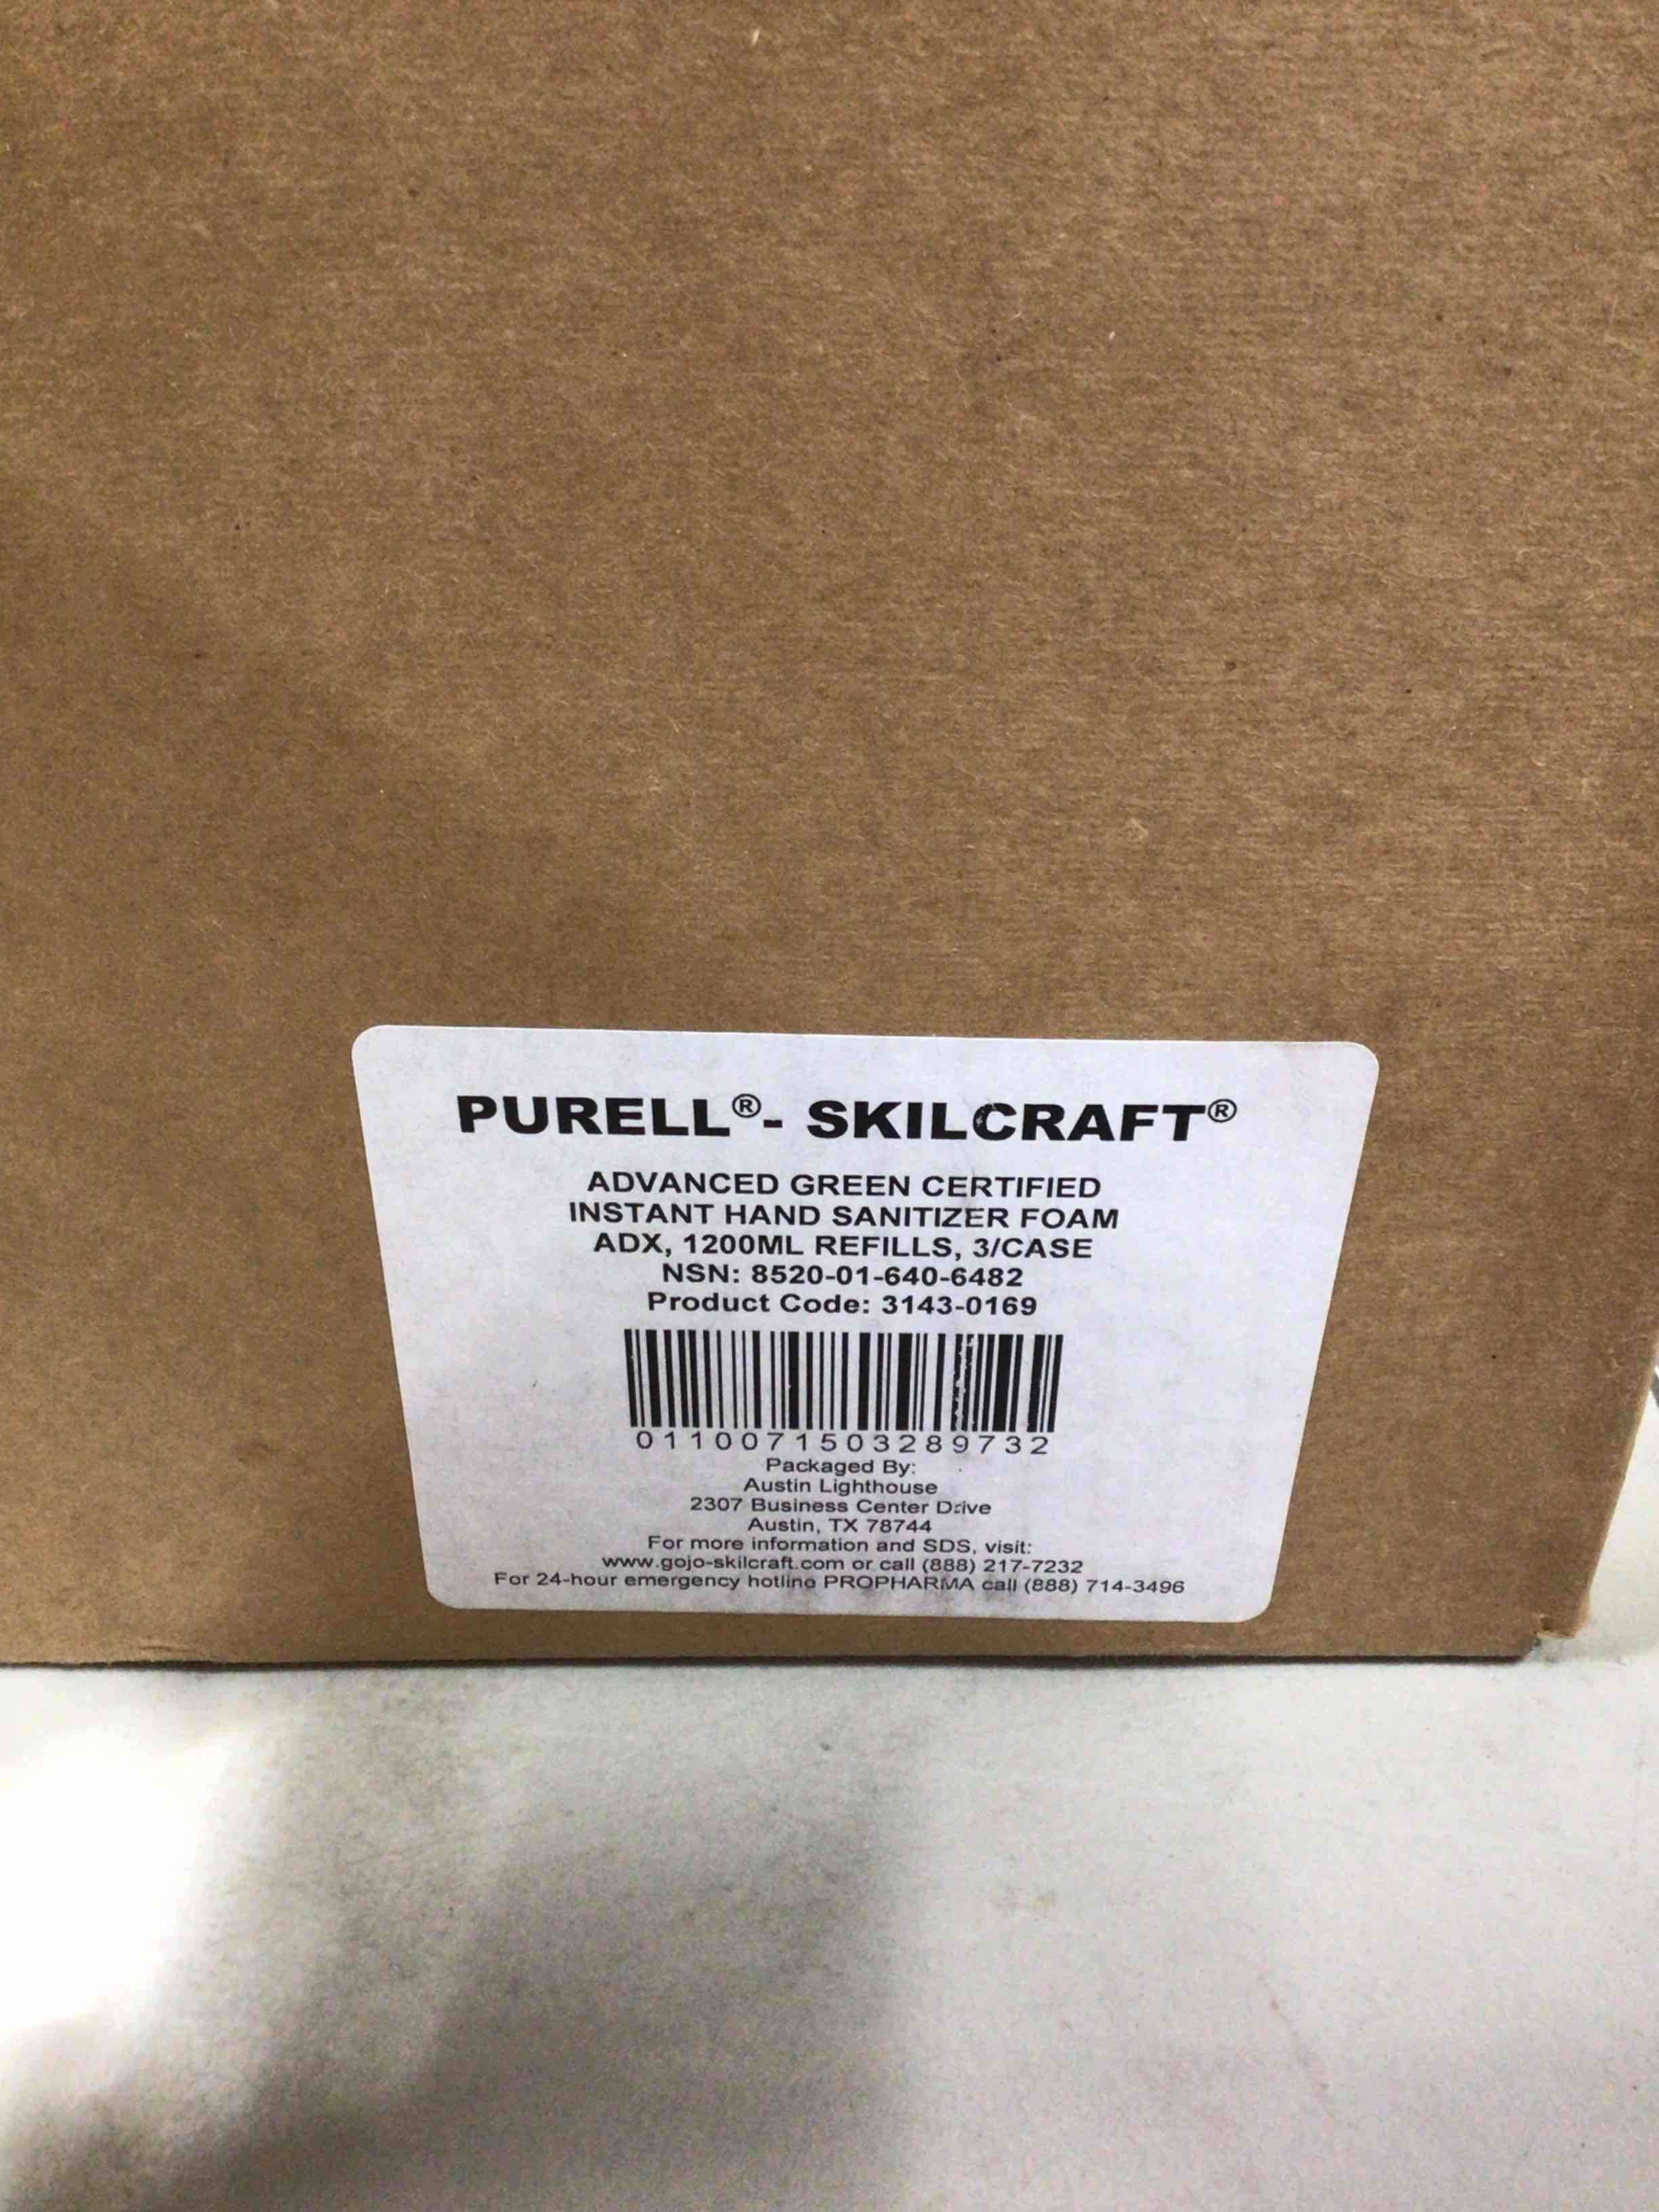 PURELL®- SKILCRAFT®
ADVANCED GREEN CERTIFIED
INSTANT HAND SANITIZER FOAM
ADX, 1200ML REFILLS, 3/CASE
NSN: 8520-01-640-6482
Product Code: 3143-0169
0110071503289732
Packaged By:
Austin Lighthouse
2307 Business Center Drive
Austin, TX 78744
For more information and SDS, visit:
www.gojo-skilcraft.com or call (888) 217-7232
For 24-hour emergency hotline PROPHARMA call (888) 714-3496